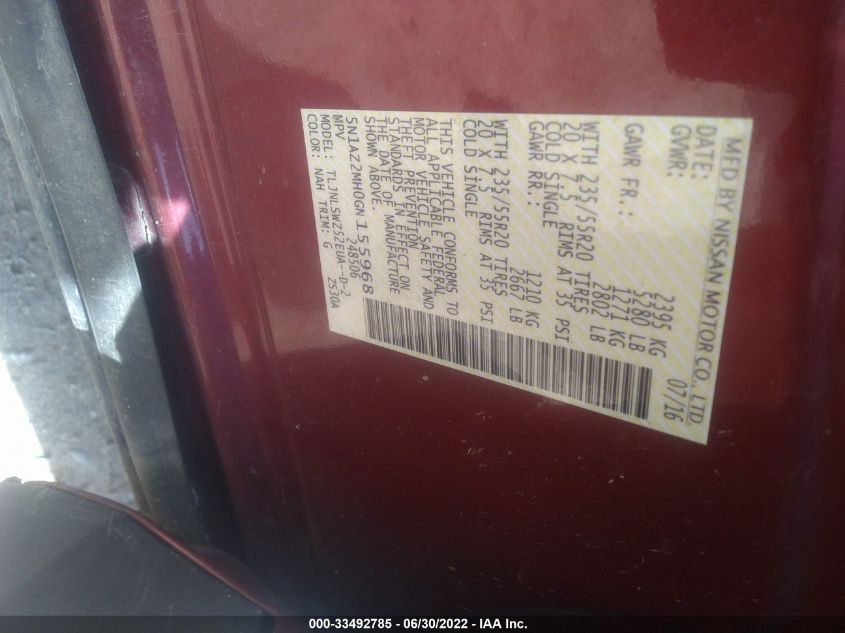 MFD BY NISSAN MOTOR CO., LTD.
DATE: 07/16
GVWR: 2395 KG
5280 LB
GAWR FR.: 1271 KG
2802 LB
WITH 235/55R20 TIRES
20 X 7.5 RIMS AT 35 PSI
COLD SINGLE
GAWR RR.: 1210 KG
2667 LB
WITH 235/55R20 TIRES
20 X 7.5 RIMS AT 35 PSI
COLD SINGLE
THIS VEHICLE CONFORMS TO
ALL APPLICABLE FEDERAL
MOTOR VEHICLE SAFETY AND
THEFT PREVENTION
STANDARDS IN EFFECT ON
THE DATE OF MANUFACTURE
SHOWN ABOVE.
5N1AZ2MH0GN155968
MPV 248506
MODEL: TLJNLSWZ52EUA--D-2
COLOR: NAH TRIM: G Z530A
000-33492785 - 06/30/2022 - IAA Inc.